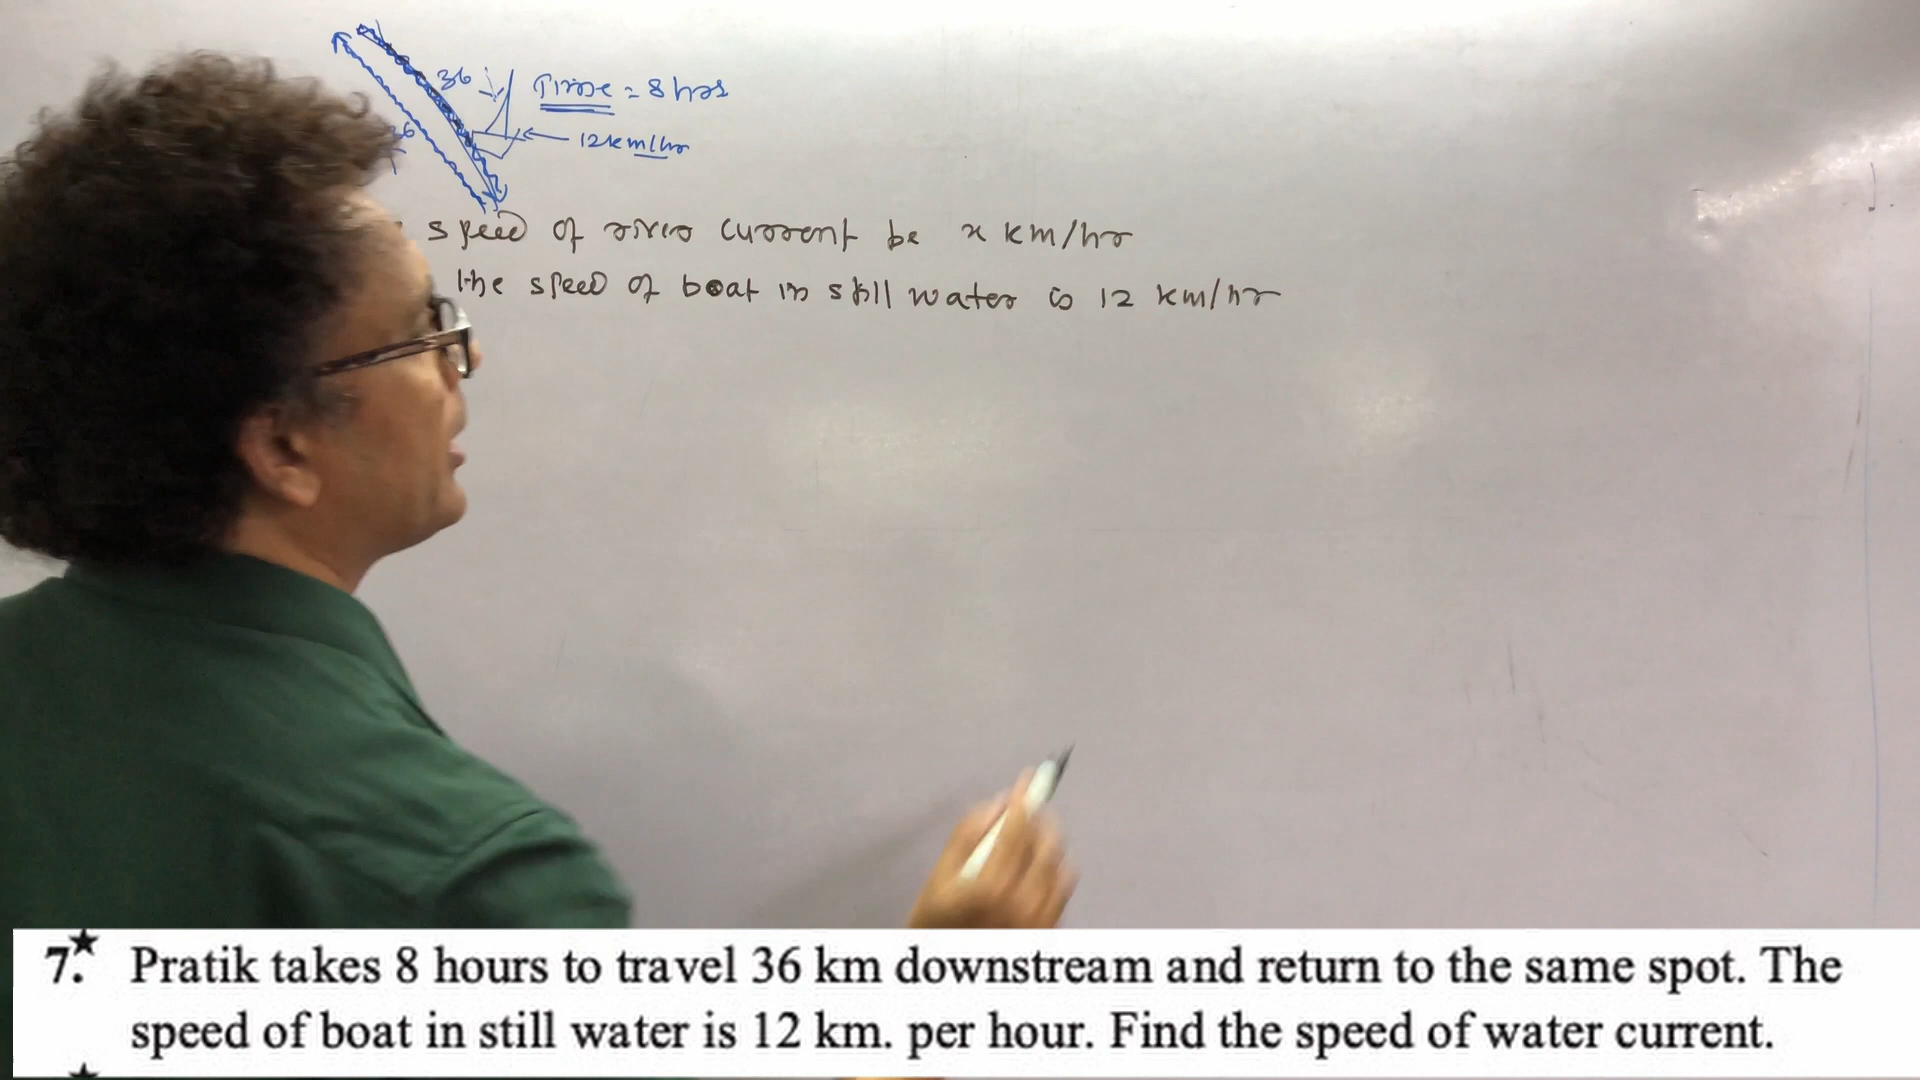 36
Time = 8 hrs
36
12 km/hr
speed of river current be x km/hr
the speed of boat in still water is 12 km/hr
7.★ Pratik takes 8 hours to travel 36 km downstream and return to the same spot. The
speed of boat in still water is 12 km. per hour. Find the speed of water current.